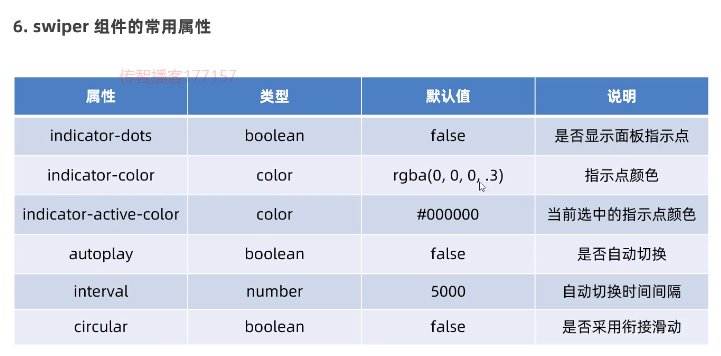 6. swiper 组件的常用属性
传智播客177157
属性 类型 默认值 说明
indicator-dots boolean false 是否显示面板指示点
indicator-color color rgba(0, 0, 0, .3) 指示点颜色
indicator-active-color color #000000 当前选中的指示点颜色
autoplay boolean false 是否自动切换
interval number 5000 自动切换时间间隔
circular boolean false 是否采用衔接滑动